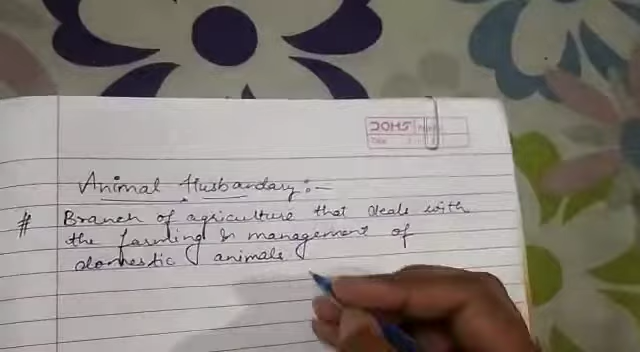 Animal Husbandary:-
# Branch of agriculture that deals with
the farming & management of
domestic animals